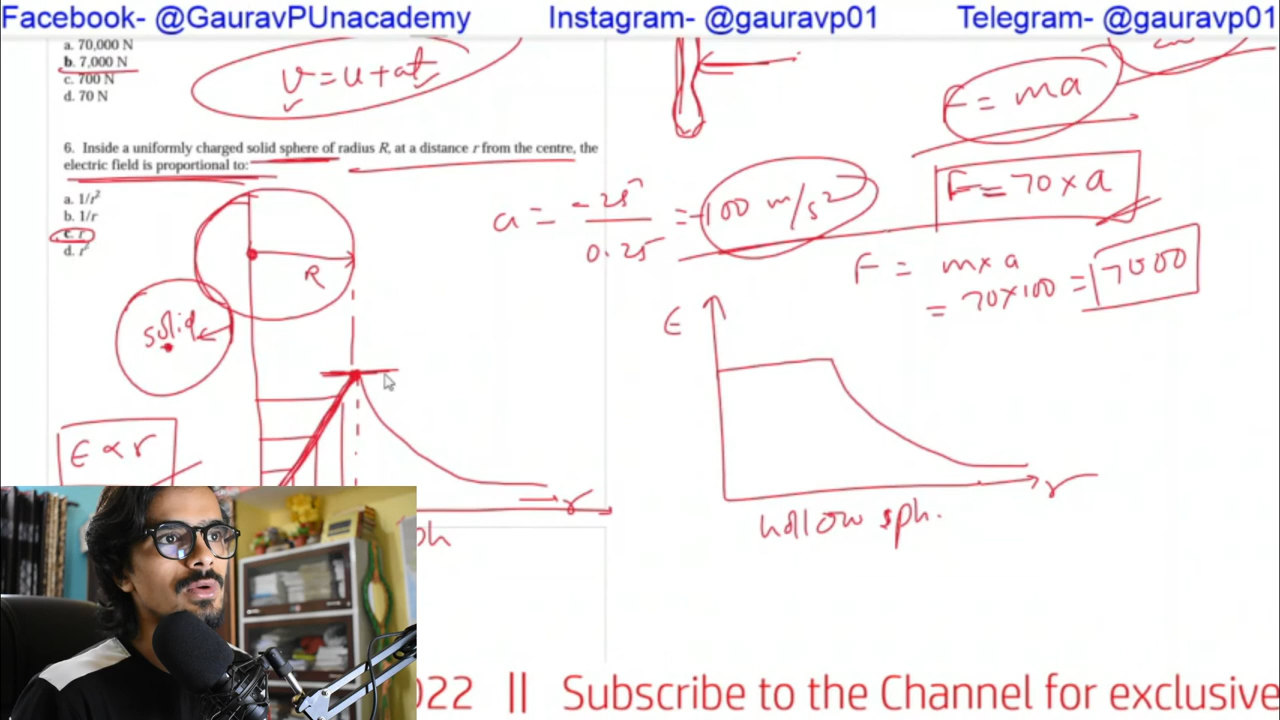 Facebook- @GauravPUnacademy Instagram- @gauravp01 Telegram- @gauravp01
a. 70,000 N
b. 7,000 N
c. 700 N
d. 70 N
v = u + at
F = ma
6. Inside a uniformly charged solid sphere of radius R, at a distance r from the centre, the
electric field is proportional to:
a. 1/r²
b. 1/r
c. r
d. r²
R
solid
E ∝ r
r
a = -25 / 0.25 = -100 m/s²
F = 70 × a
F = m × a
= 70×100 = 7000
E
r
hollow sph.
022 || Subscribe to the Channel for exclusive